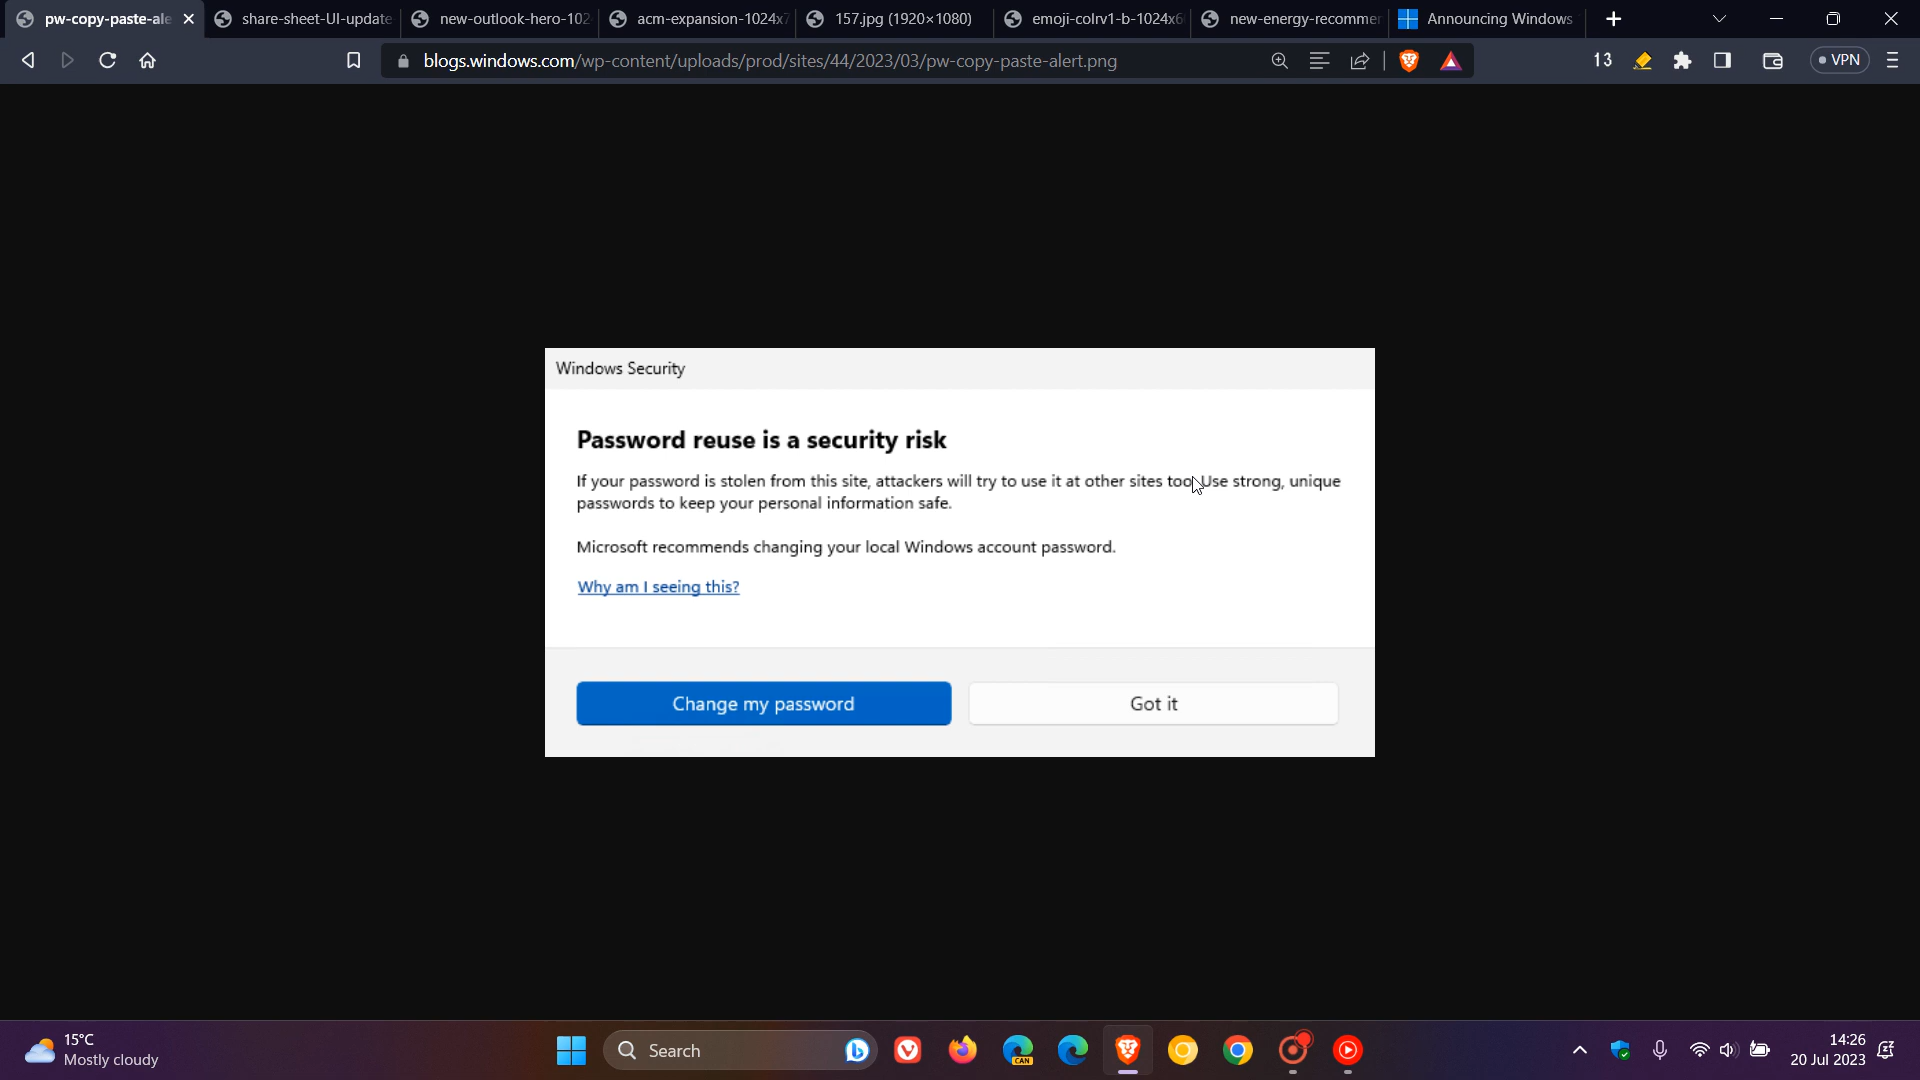 pw-copy-paste-ale
share-sheet-UI-update
new-outlook-hero-102
acm-expansion-1024x7
157.jpg (1920×1080)
emoji-colrv1-b-1024x6
new-energy-recommer
Announcing Windows
blogs.windows.com/wp-content/uploads/prod/sites/44/2023/03/pw-copy-paste-alert.png
13
VPN
Windows Security
Password reuse is a security risk
If your password is stolen from this site, attackers will try to use it at other sites too. Use strong, unique
passwords to keep your personal information safe.
Microsoft recommends changing your local Windows account password.
Why am I seeing this?
Change my password
Got it
15°C
Mostly cloudy
Search
CAN
14:26
20 Jul 2023